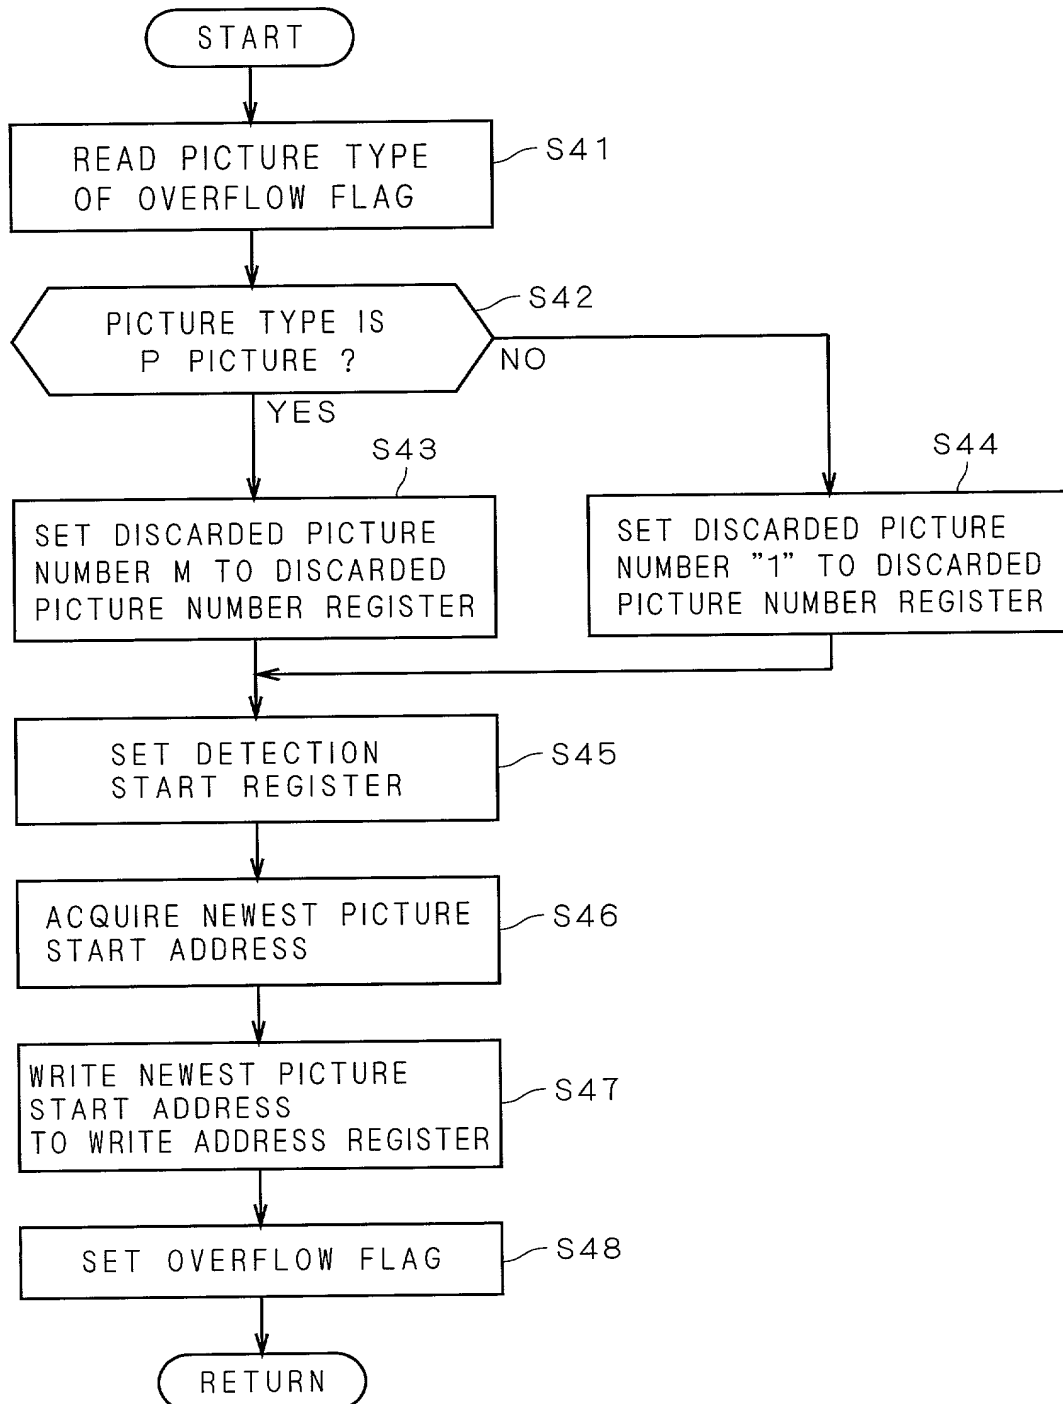 START
READ PICTURE TYPE
OF OVERFLOW FLAG
S41
PICTURE TYPE IS
P PICTURE ?
S42
NO
YES
S43
SET DISCARDED PICTURE
NUMBER M TO DISCARDED
PICTURE NUMBER REGISTER
S44
SET DISCARDED PICTURE
NUMBER "1" TO DISCARDED
PICTURE NUMBER REGISTER
SET DETECTION
START REGISTER
S45
ACQUIRE NEWEST PICTURE
START ADDRESS
S46
WRITE NEWEST PICTURE
START ADDRESS
TO WRITE ADDRESS REGISTER
S47
SET OVERFLOW FLAG
S48
RETURN